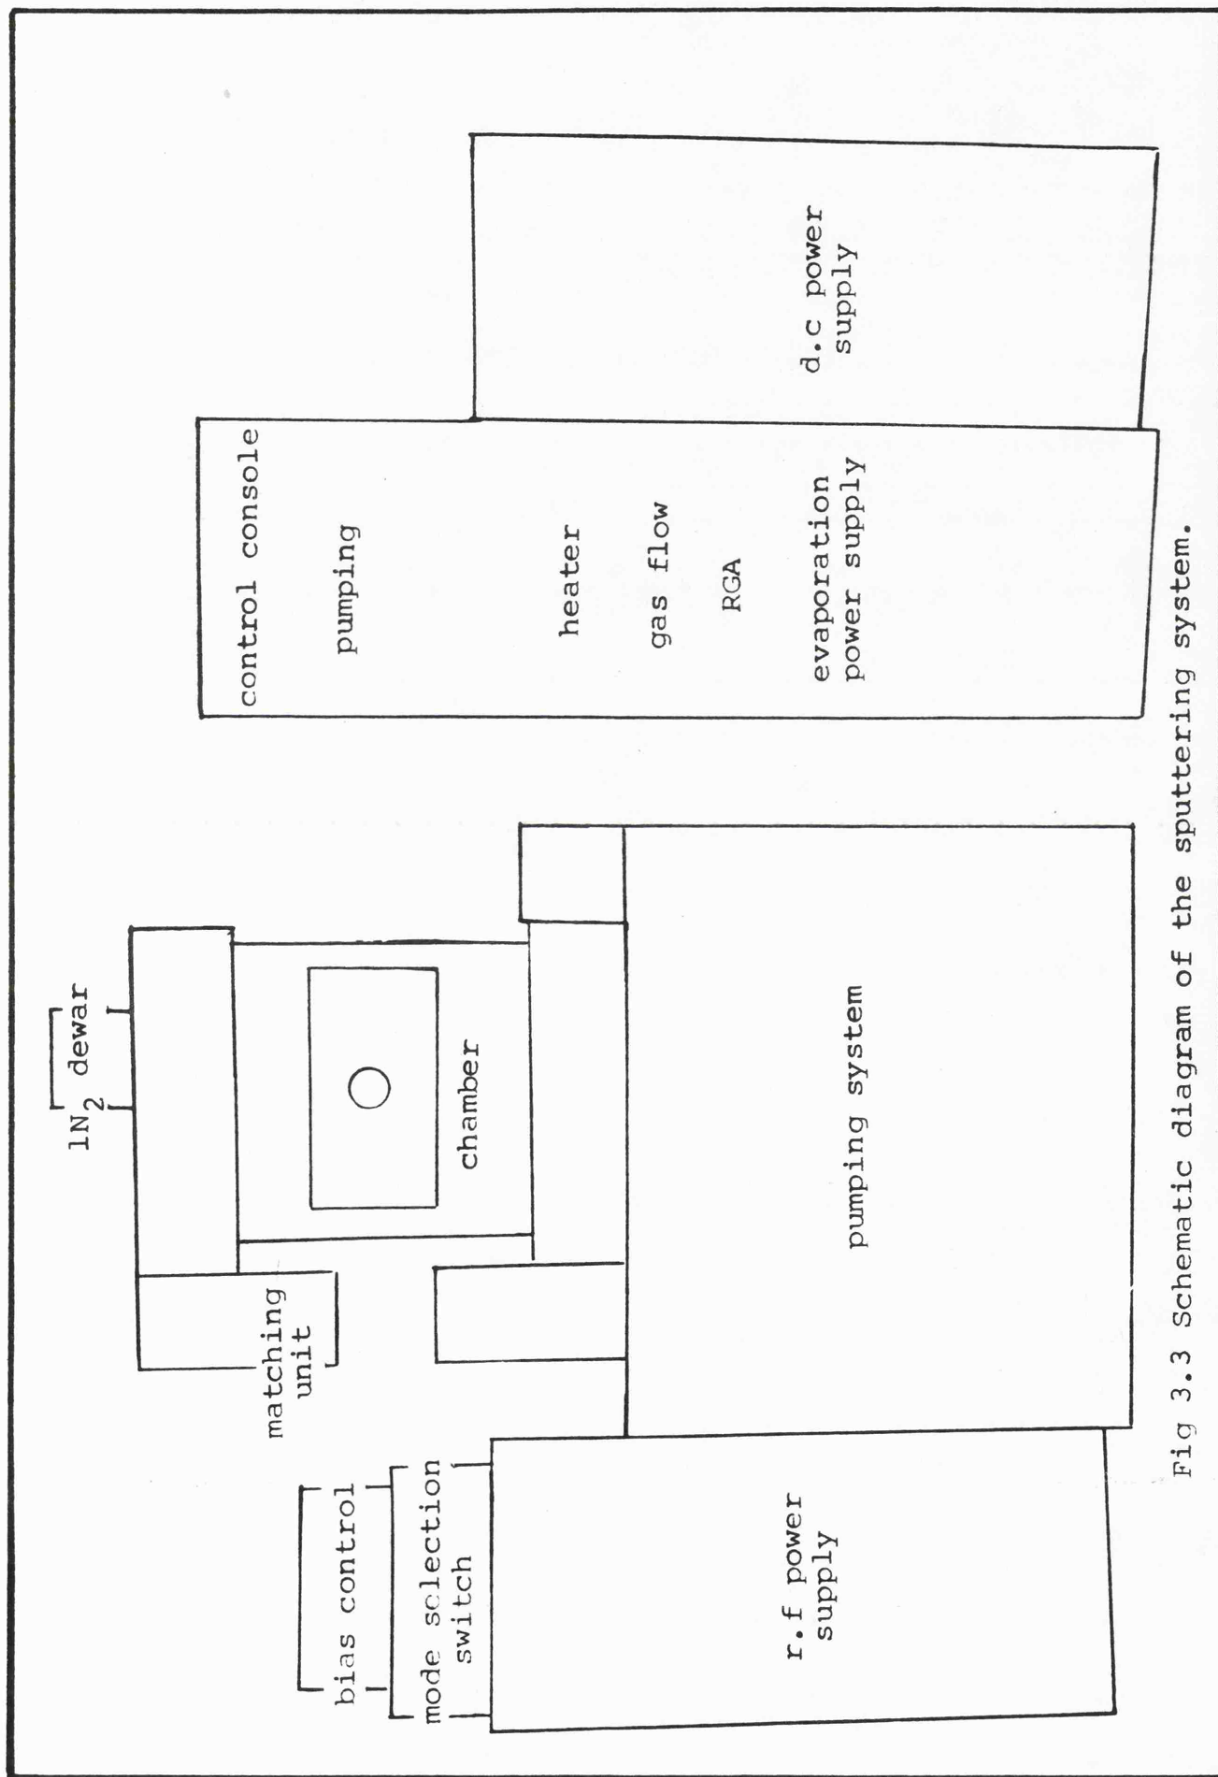 bias control
mode selection
switch
r.f power
supply
matching
unit
lN2 dewar
chamber
pumping system
control console
pumping
heater
gas flow
RGA
evaporation
power supply
d.c power
supply
Fig 3.3 Schematic diagram of the sputtering system.